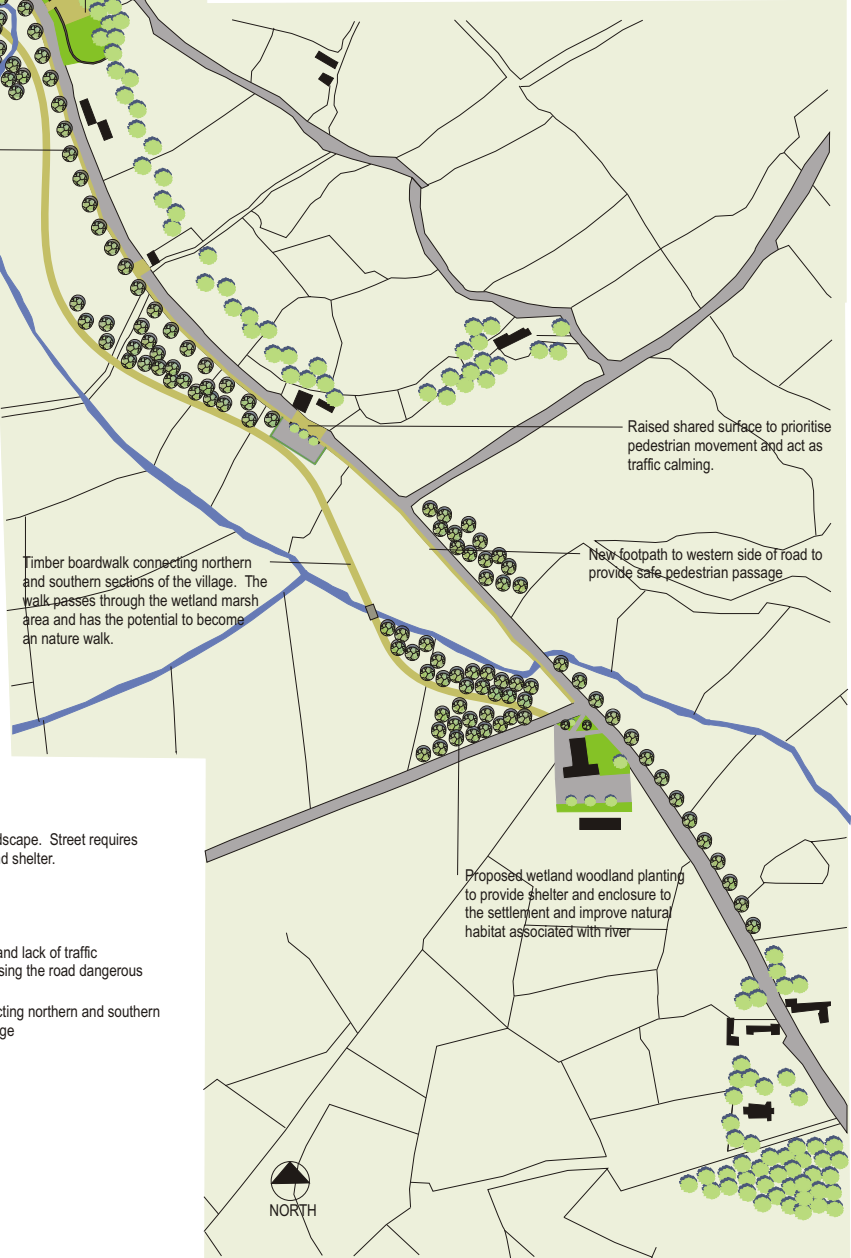 Raised shared surface to prioritise
pedestrian movement and act as
traffic calming.
New footpath to western side of road to
provide safe pedestrian passage
Timber boardwalk connecting northern
and southern sections of the village. The
walk passes through the wetland marsh
area and has the potential to become
an nature walk.
dscape. Street requires
d shelter.
Proposed wetland woodland planting
to provide shelter and enclosure to
the settlement and improve natural
habitat associated with river
and lack of traffic
sing the road dangerous
cting northern and southern
ge
NORTH